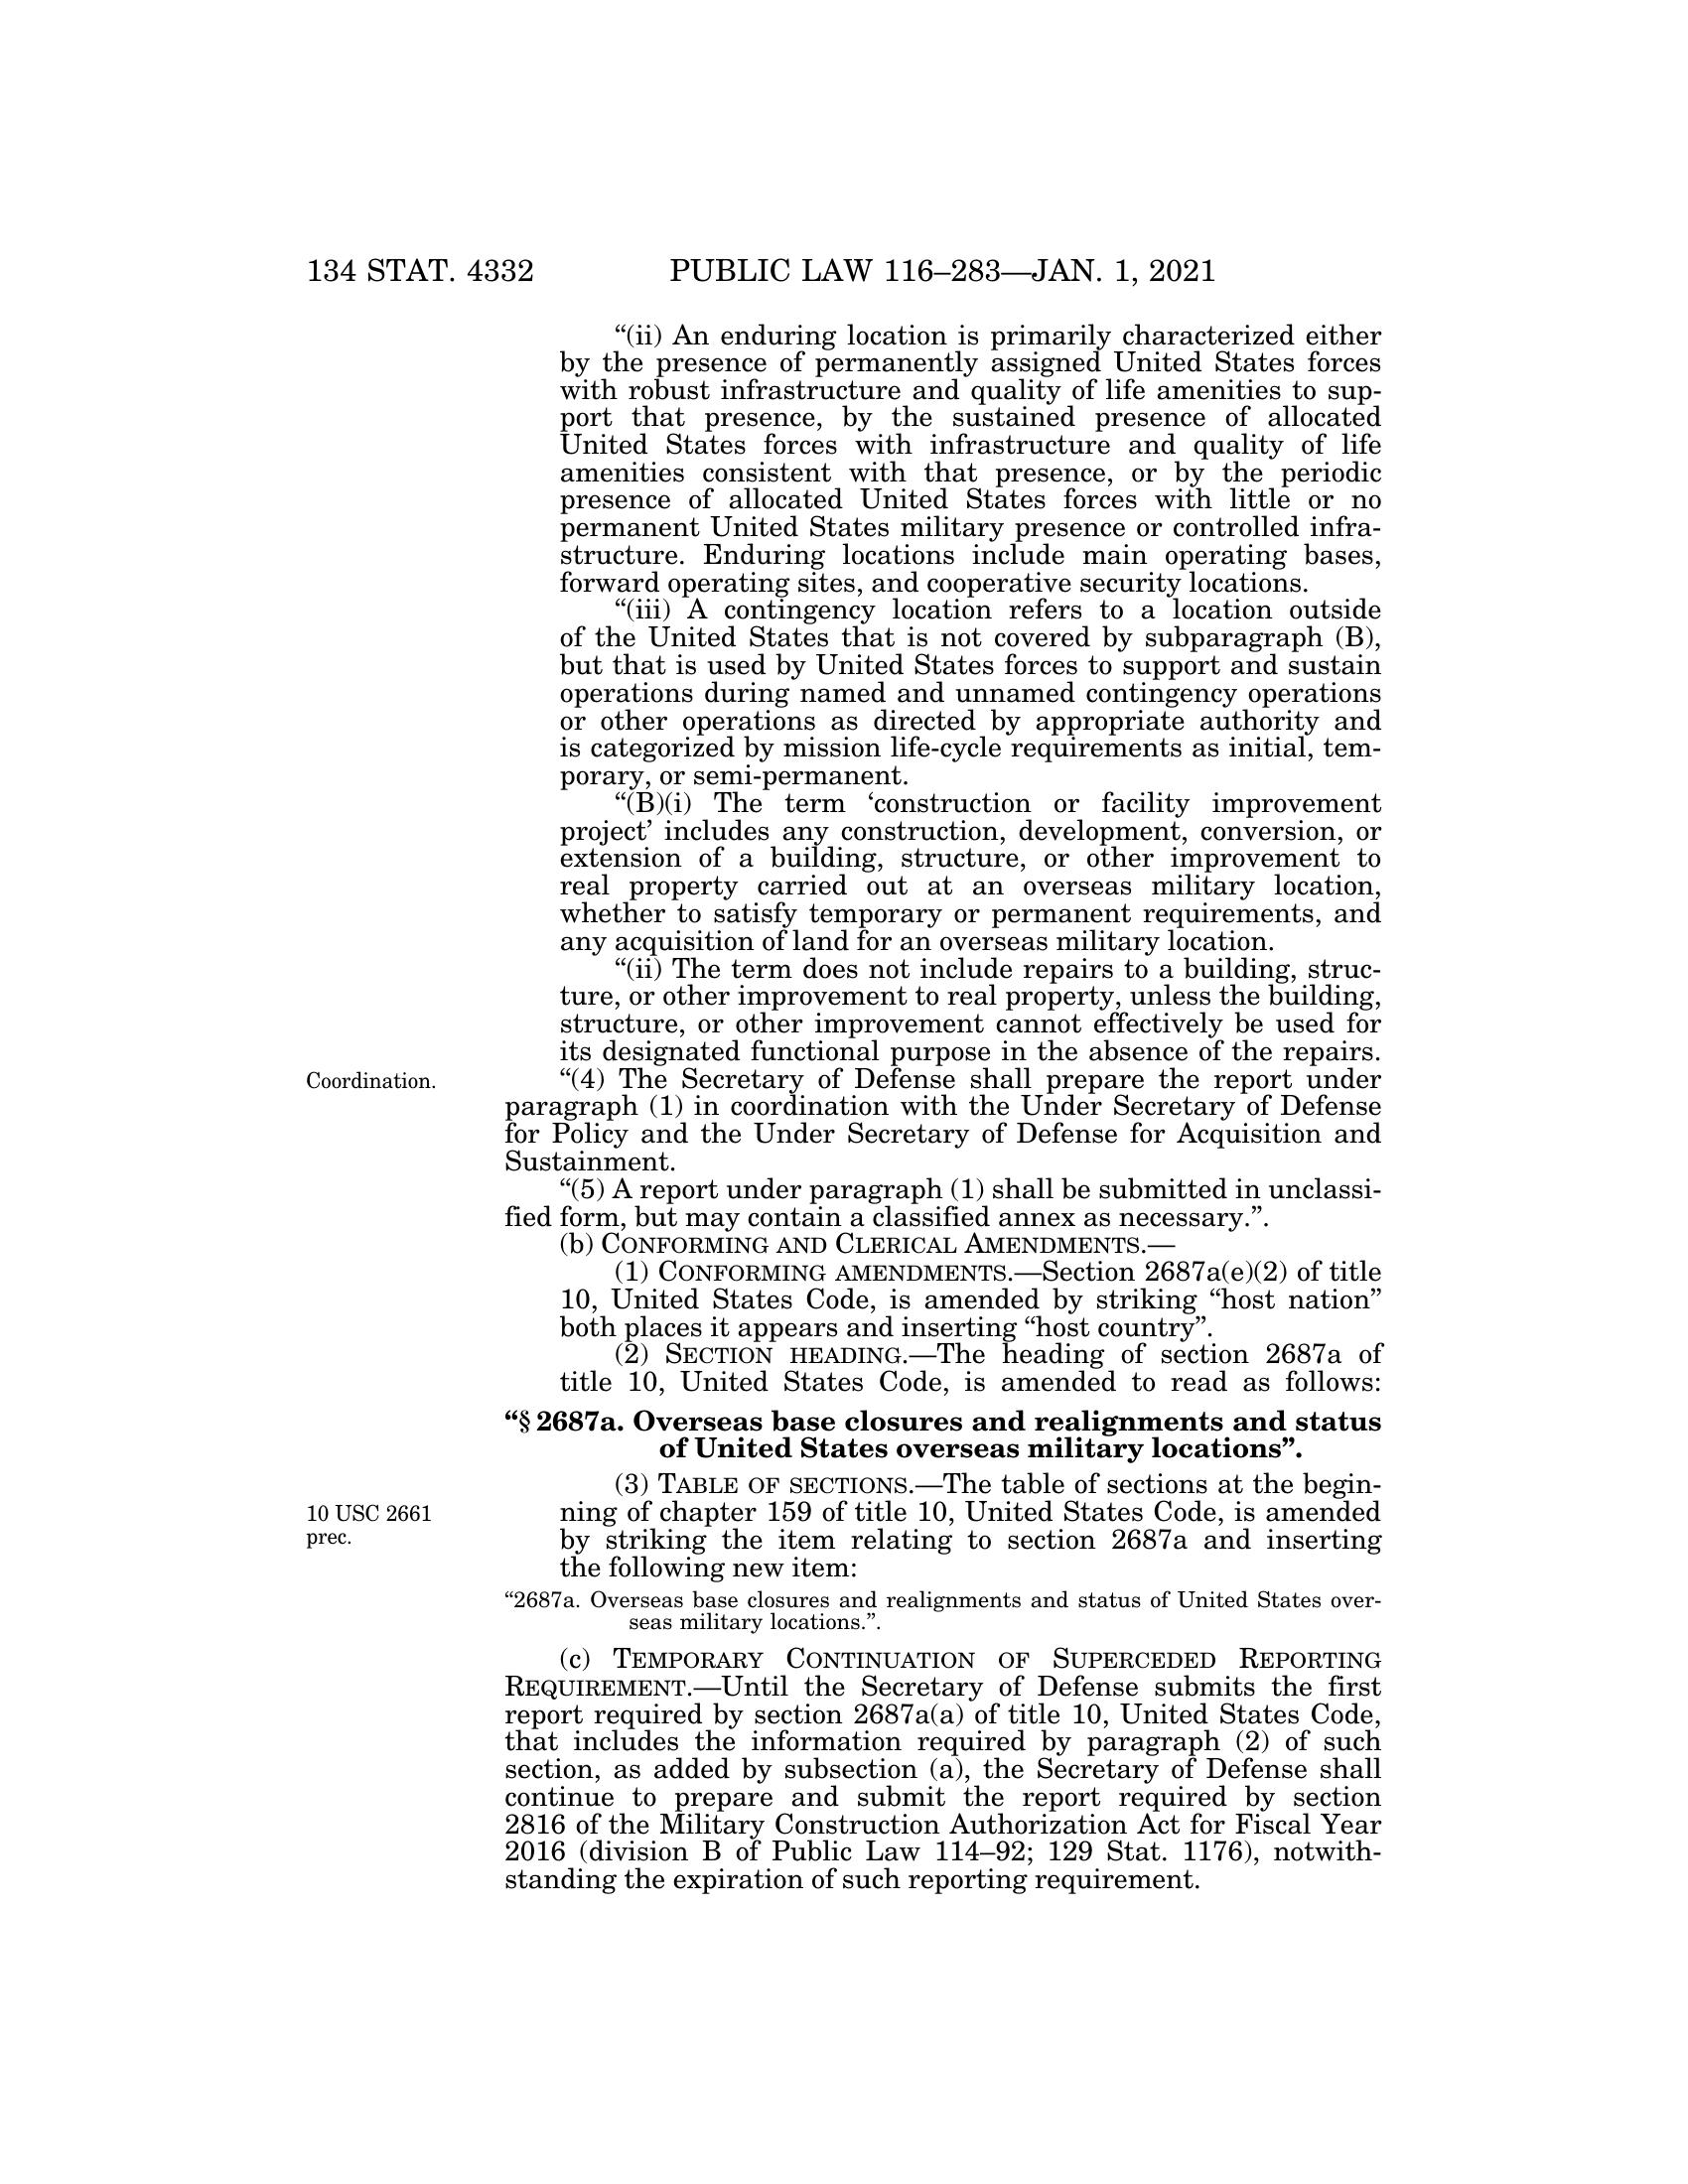 134 STAT. 4332 PUBLIC LAW 116–283—JAN. 1, 2021
“(ii) An enduring location is primarily characterized either
by the presence of permanently assigned United States forces
with robust infrastructure and quality of life amenities to sup-
port that presence, by the sustained presence of allocated
United States forces with infrastructure and quality of life
amenities consistent with that presence, or by the periodic
presence of allocated United States forces with little or no
permanent United States military presence or controlled infra-
structure. Enduring locations include main operating bases,
forward operating sites, and cooperative security locations.
“(iii) A contingency location refers to a location outside
of the United States that is not covered by subparagraph (B),
but that is used by United States forces to support and sustain
operations during named and unnamed contingency operations
or other operations as directed by appropriate authority and
is categorized by mission life-cycle requirements as initial, tem-
porary, or semi-permanent.
“(B)(i) The term ‘construction or facility improvement
project’ includes any construction, development, conversion, or
extension of a building, structure, or other improvement to
real property carried out at an overseas military location,
whether to satisfy temporary or permanent requirements, and
any acquisition of land for an overseas military location.
“(ii) The term does not include repairs to a building, struc-
ture, or other improvement to real property, unless the building,
structure, or other improvement cannot effectively be used for
its designated functional purpose in the absence of the repairs.
Coordination.
“(4) The Secretary of Defense shall prepare the report under
paragraph (1) in coordination with the Under Secretary of Defense
for Policy and the Under Secretary of Defense for Acquisition and
Sustainment.
“(5) A report under paragraph (1) shall be submitted in unclassi-
fied form, but may contain a classified annex as necessary.”.
(b) CONFORMING AND CLERICAL AMENDMENTS.—
(1) CONFORMING AMENDMENTS.—Section 2687a(e)(2) of title
10, United States Code, is amended by striking “host nation”
both places it appears and inserting “host country”.
(2) SECTION HEADING.—The heading of section 2687a of
title 10, United States Code, is amended to read as follows:
“§ 2687a. Overseas base closures and realignments and status
of United States overseas military locations”.
(3) TABLE OF SECTIONS.—The table of sections at the begin-
10 USC 2661
prec.
ning of chapter 159 of title 10, United States Code, is amended
by striking the item relating to section 2687a and inserting
the following new item:
“2687a. Overseas base closures and realignments and status of United States over-
seas military locations.”.
(c) TEMPORARY CONTINUATION OF SUPERCEDED REPORTING
REQUIREMENT.—Until the Secretary of Defense submits the first
report required by section 2687a(a) of title 10, United States Code,
that includes the information required by paragraph (2) of such
section, as added by subsection (a), the Secretary of Defense shall
continue to prepare and submit the report required by section
2816 of the Military Construction Authorization Act for Fiscal Year
2016 (division B of Public Law 114–92; 129 Stat. 1176), notwith-
standing the expiration of such reporting requirement.